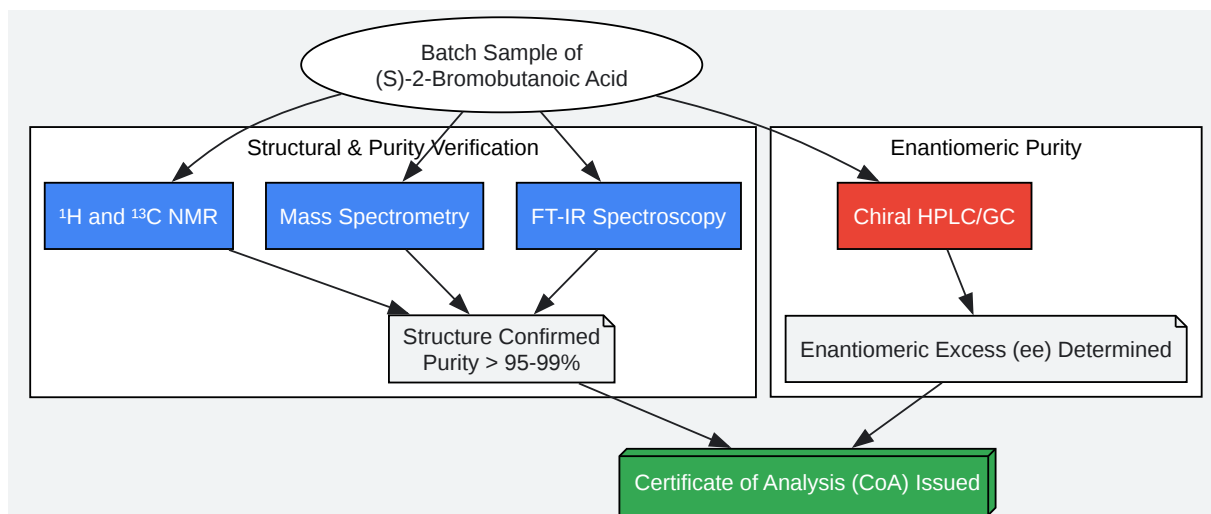 Batch Sample of
(S)-2-Bromobutanoic Acid
Structural & Purity Verification
Enantiomeric Purity
¹H and ¹³C NMR
Mass Spectrometry
FT-IR Spectroscopy
Chiral HPLC/GC
Structure Confirmed
Purity > 95-99%
Enantiomeric Excess (ee) Determined
Certificate of Analysis (CoA) Issued